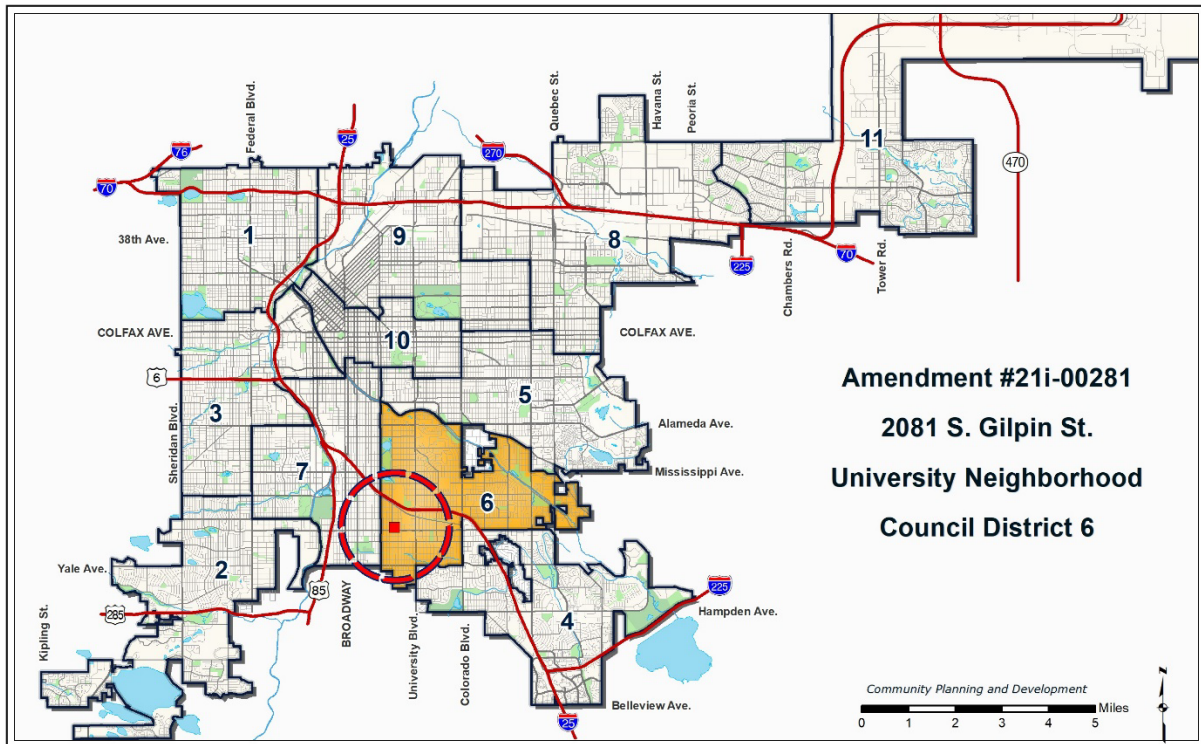 Federal Blvd.
Quebec St.
Havana St.
Peoria St.
76
25
270
70
11
470
38th Ave.
1
9
8
225
Chambers Rd.
70
Tower Rd.
COLFAX AVE.
10
COLFAX AVE.
6
Sheridan Blvd.
3
5
Alameda Ave.
7
Mississippi Ave.
6
Amendment #21i-00281
2081 S. Gilpin St.
University Neighborhood
Council District 6
2
Yale Ave.
85
BROADWAY
285
Kipling St.
University Blvd.
Colorado Blvd.
4
225
Hampden Ave.
Belleview Ave.
25
Community Planning and Development
Miles
0 1 2 3 4 5
N